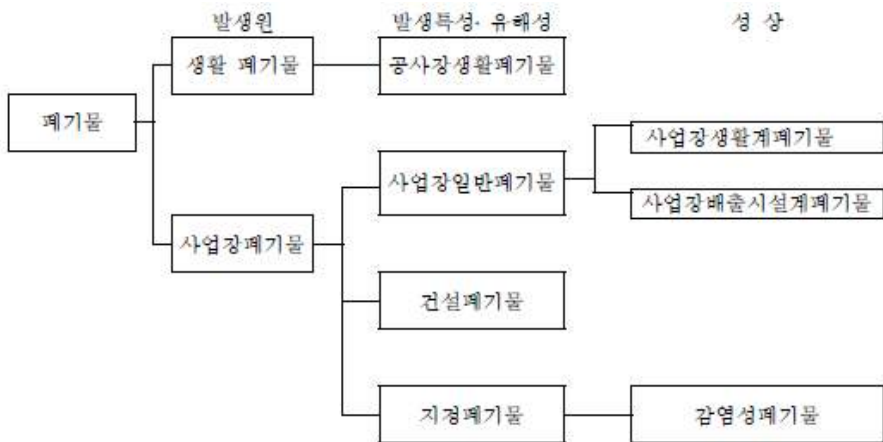 발생원 발생특성· 유해성 성 상
생활 폐기물 공사장생활폐기물
폐기물
사업장생활계폐기물
사업장일반폐기물
사업장배출시설계폐기물
사업장폐기물
건설폐기물
지정폐기물 감염성폐기물